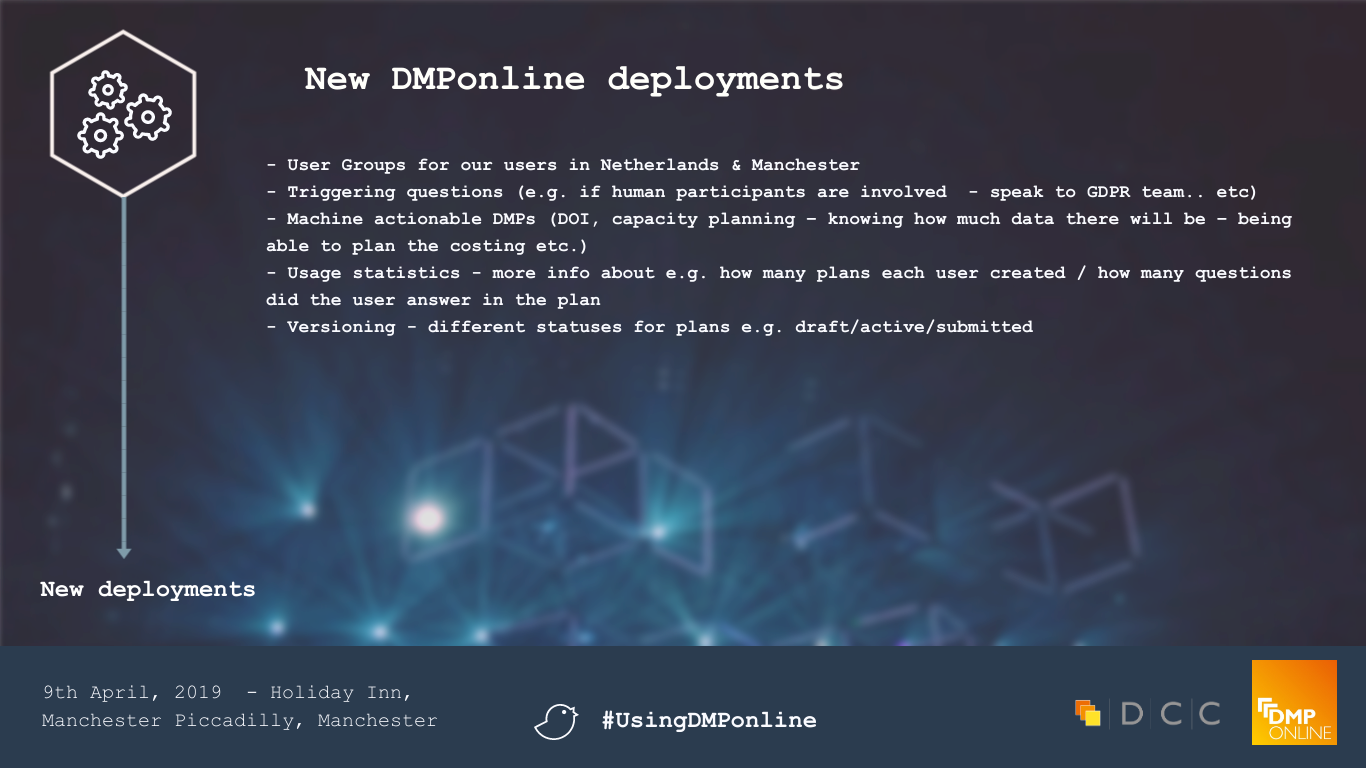 New DMPonline deployments
- User Groups for our users in Netherlands & Manchester
- Triggering questions (e.g. if human participants are involved  - speak to GDPR team.. etc)
- Machine actionable DMPs (DOI, capacity planning – knowing how much data there will be – being
able to plan the costing etc.)
- Usage statistics - more info about e.g. how many plans each user created / how many questions
did the user answer in the plan
- Versioning - different statuses for plans e.g. draft/active/submitted
New deployments
9th April, 2019  - Holiday Inn,
Manchester Piccadilly, Manchester
#UsingDMPonline
DCC
DMP
ONLINE